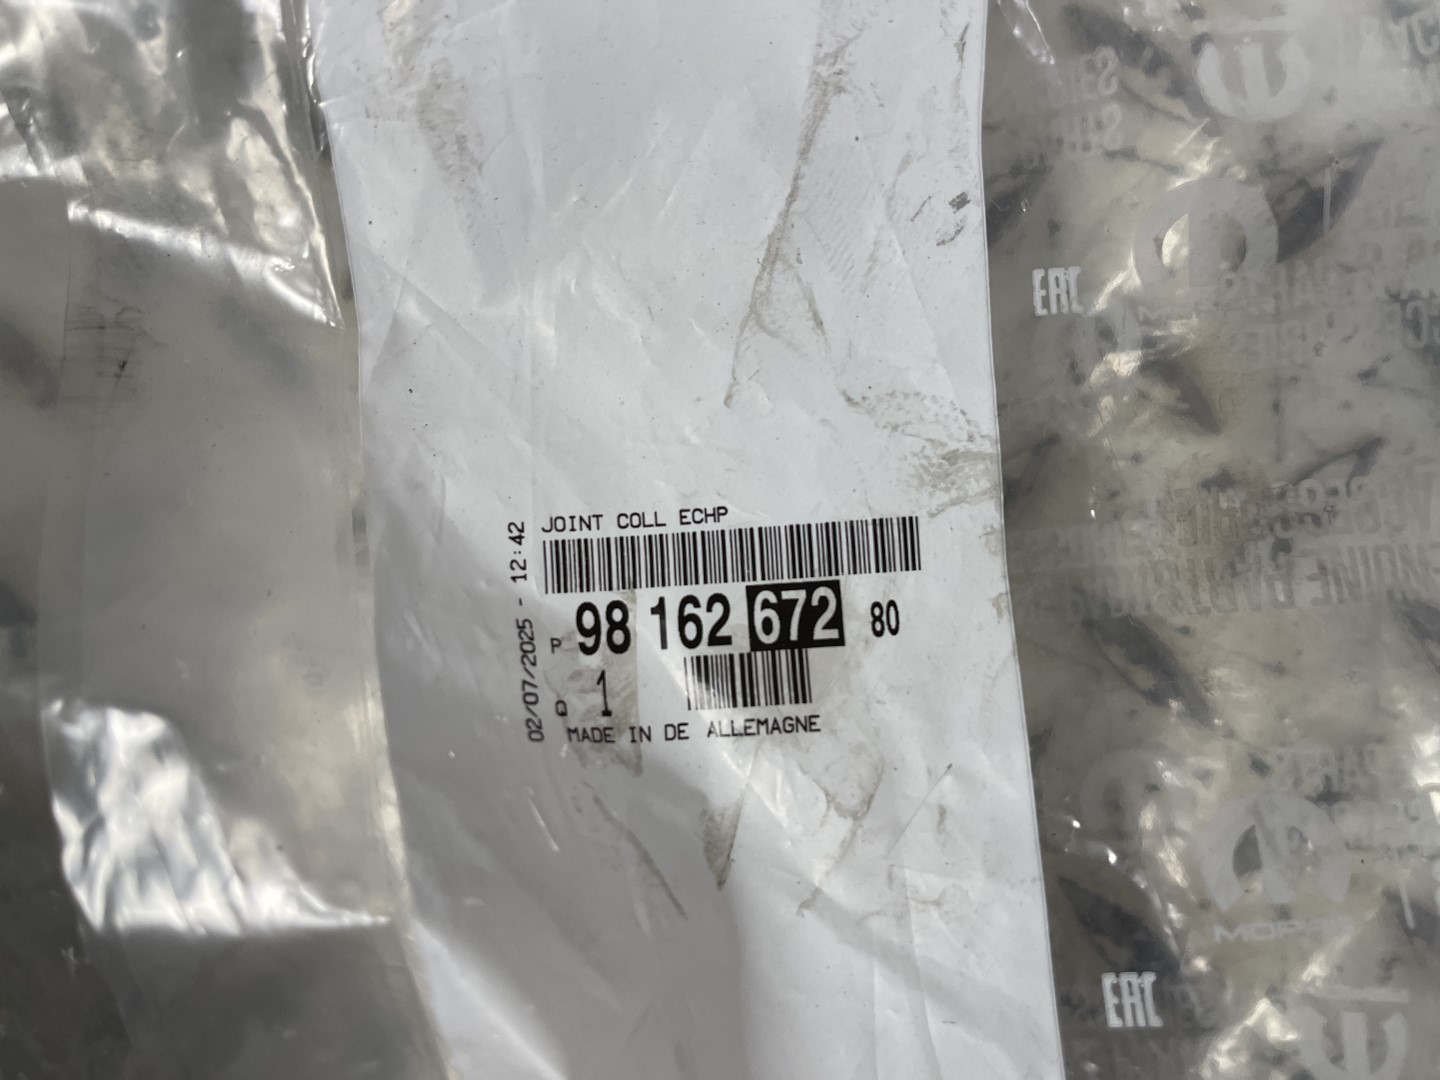 JOINT COLL ECHP
02/07/2025 - 12:42
P 98 162 672 80
Q 1
MADE IN DE ALLEMAGNE
EAC
MOPAR
EAC